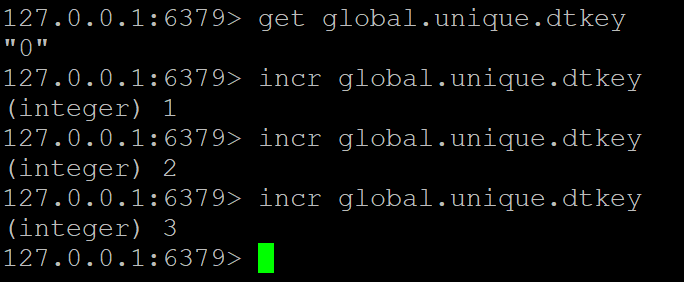 127.0.0.1:6379> get global.unique.dtkey
"0"
127.0.0.1:6379> incr global.unique.dtkey
(integer) 1
127.0.0.1:6379> incr global.unique.dtkey
(integer) 2
127.0.0.1:6379> incr global.unique.dtkey
(integer) 3
127.0.0.1:6379>